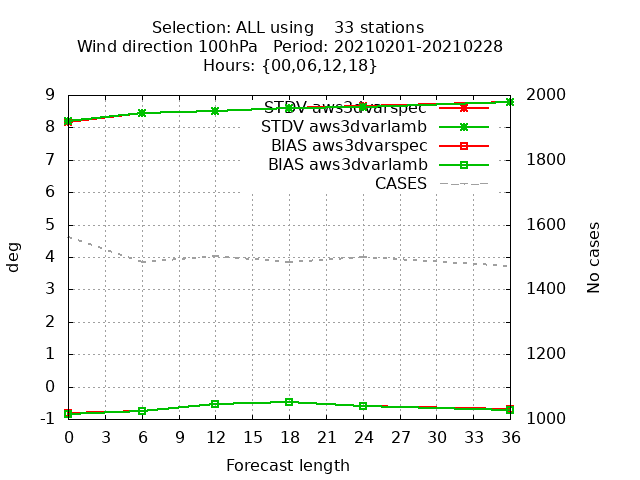 Selection: ALL using    33 stations
Wind direction 100hPa   Period: 20210201-20210228
Hours: {00,06,12,18}
STDV aws3dvarspec
STDV aws3dvarlamb
BIAS aws3dvarspec
BIAS aws3dvarlamb
CASES
deg
9
8
7
6
5
4
3
2
1
0
-1
2000
1800
1600
1400
1200
1000
No cases
0 3 6 9 12 15 18 21 24 27 30 33 36
Forecast length